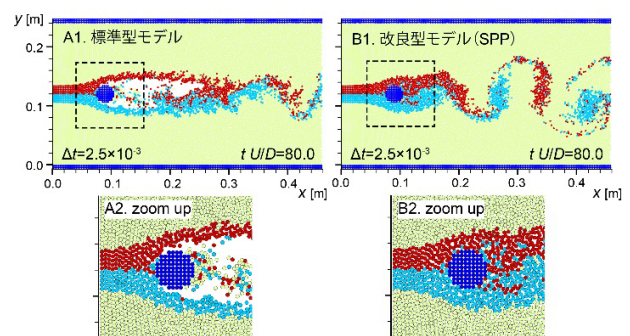 y [m]
0.2
0.1
0.0
A1. 標準型モデル
Δt=2.5×10⁻³
t U/D=80.0
0.0 0.1 0.2 0.3 0.4
x [m]
B1. 改良型モデル(SPP)
Δt=2.5×10⁻³
t U/D=80.0
0.0 0.1 0.2 0.3 0.4
x [m]
A2. zoom up
B2. zoom up